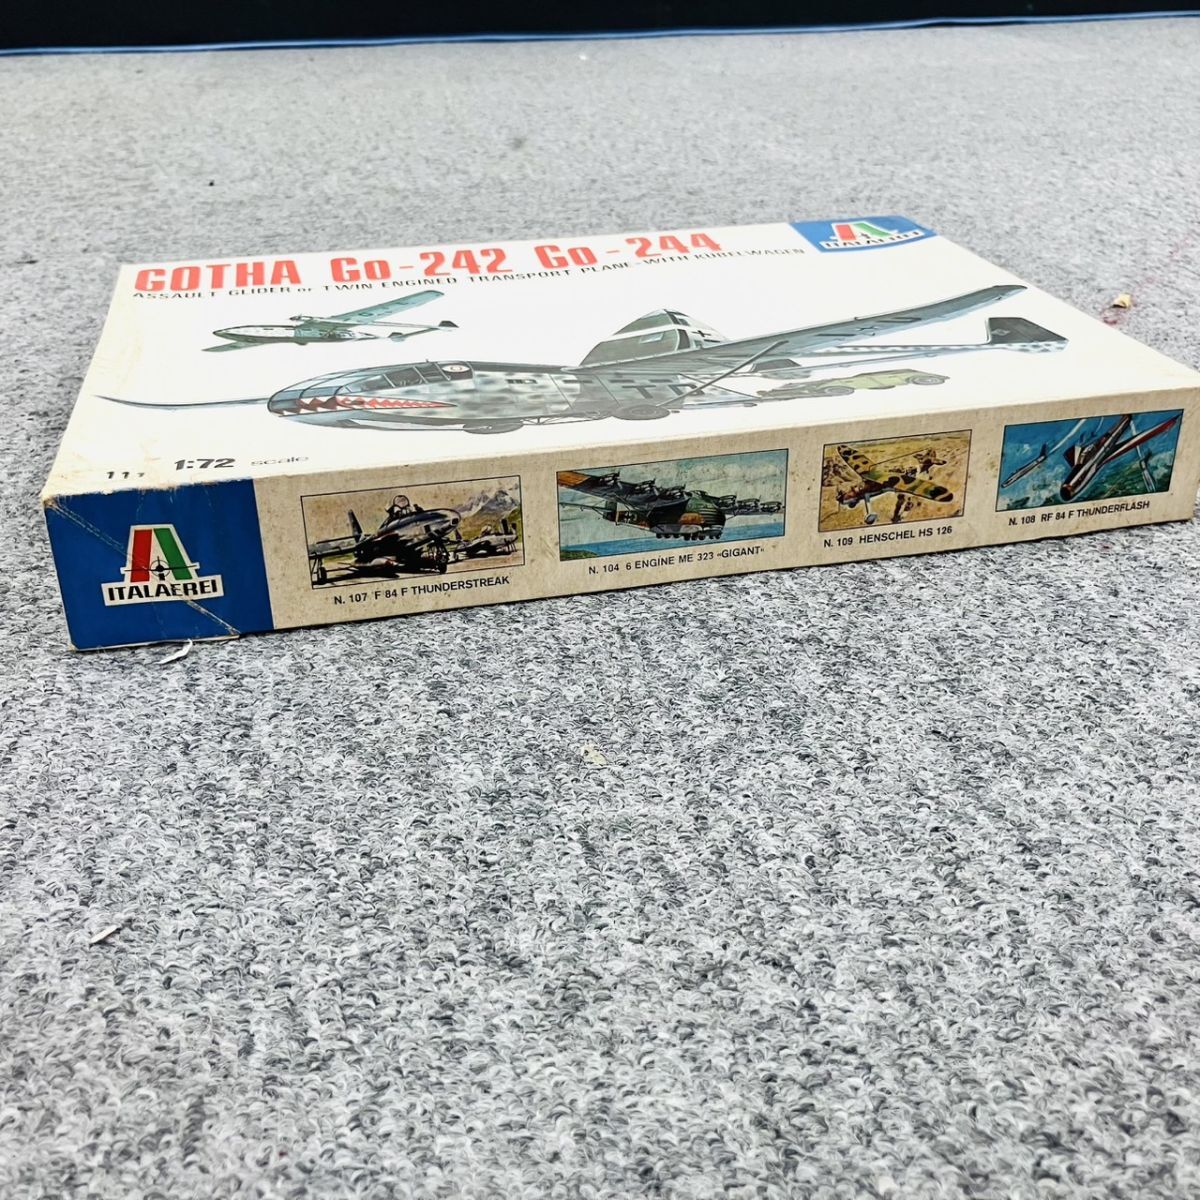 GOTHA Go-242 Go-244
ASSAULT GLIDER or TWIN ENGINED TRANSPORT PLANE-WITH KUBELWAGEN
ITALAEREI
1:72 scale
ITALAEREI
N. 107 F 84 F THUNDERSTREAK
N. 104 6 ENGINE ME 323 "GIGANT"
N. 109 HENSCHEL HS 126
N. 108 RF 84 F THUNDERFLASH